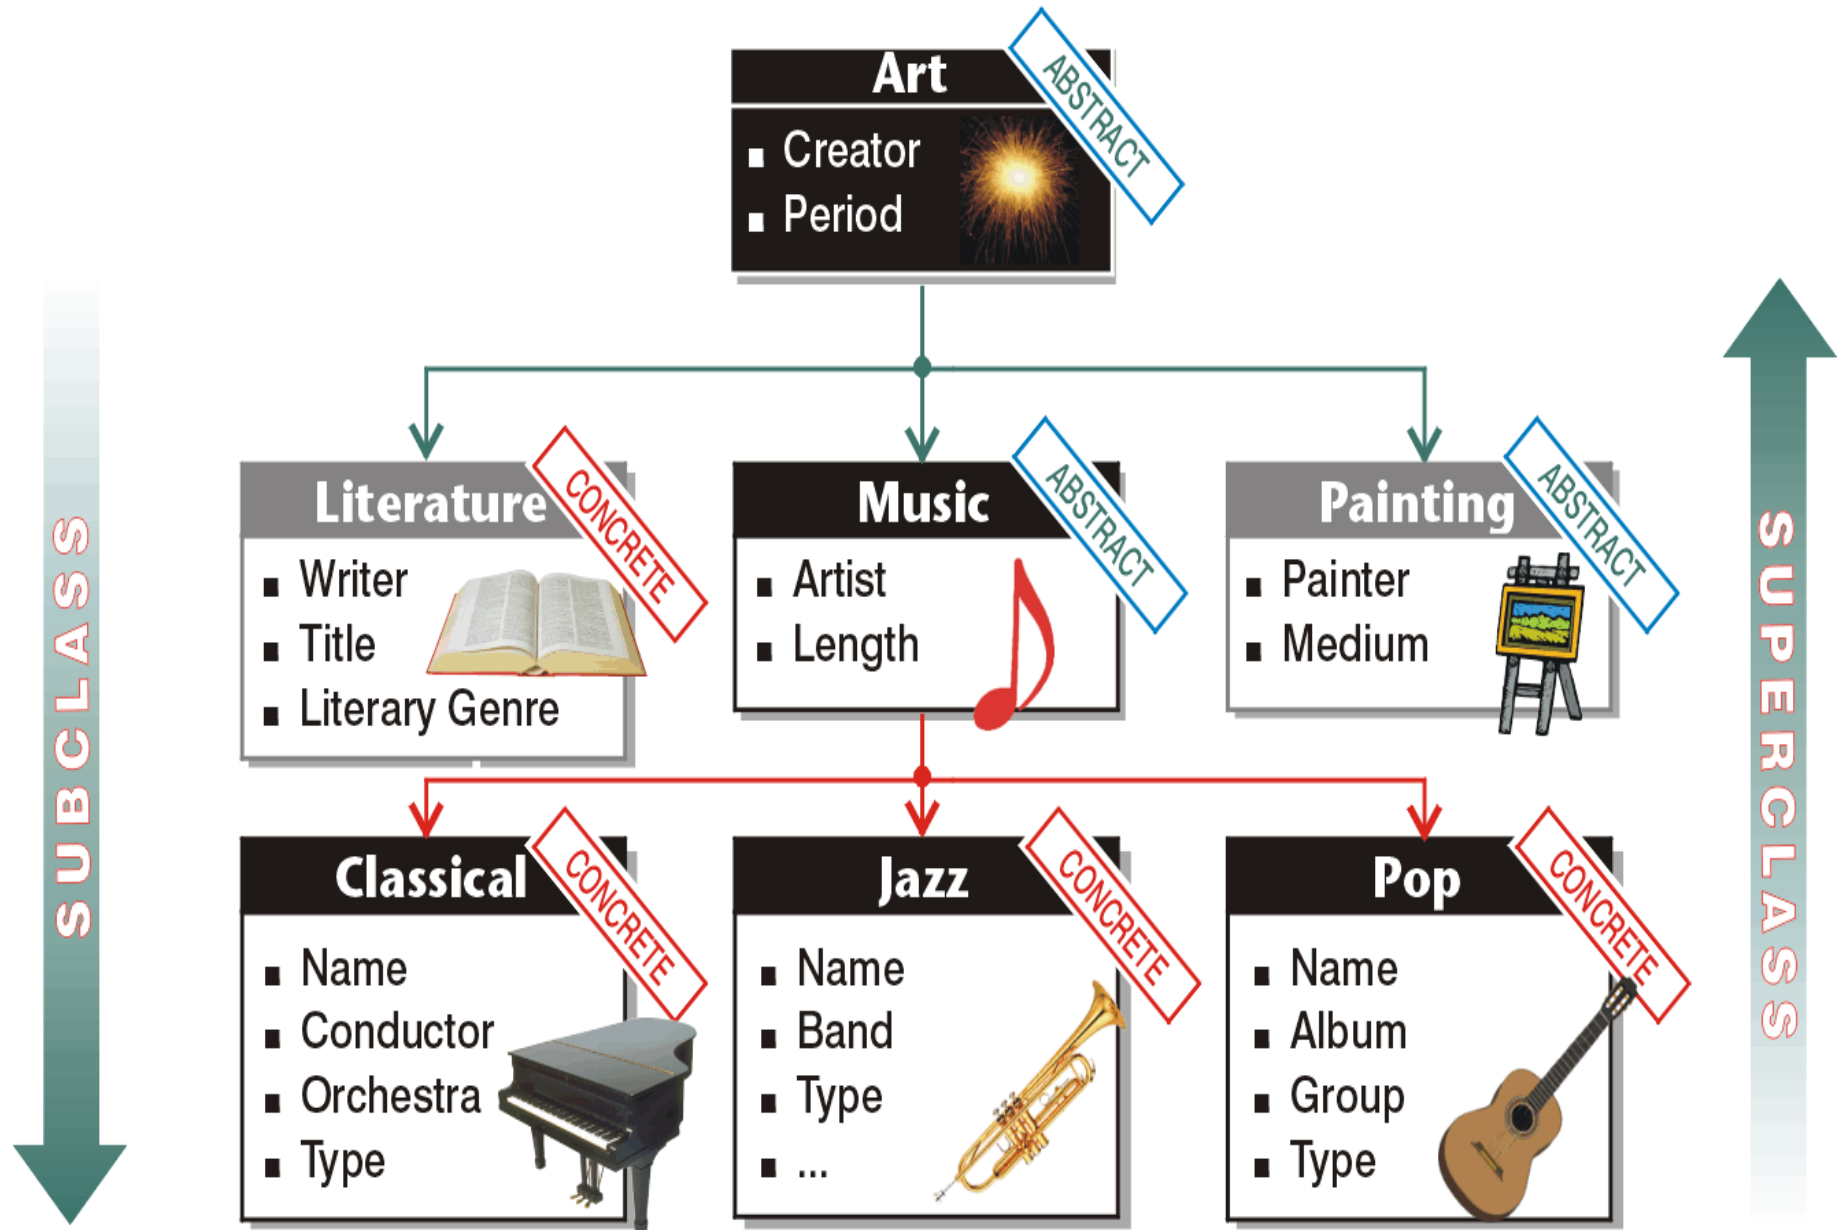 Art
ABSTRACT
▪ Creator
▪ Period
SUBCLASS
SUPERCLASS
Literature
CONCRETE
▪ Writer
▪ Title
▪ Literary Genre
Music
ABSTRACT
▪ Artist
▪ Length
Painting
ABSTRACT
▪ Painter
▪ Medium
Classical
CONCRETE
▪ Name
▪ Conductor
▪ Orchestra
▪ Type
Jazz
CONCRETE
▪ Name
▪ Band
▪ Type
▪ ...
Pop
CONCRETE
▪ Name
▪ Album
▪ Group
▪ Type